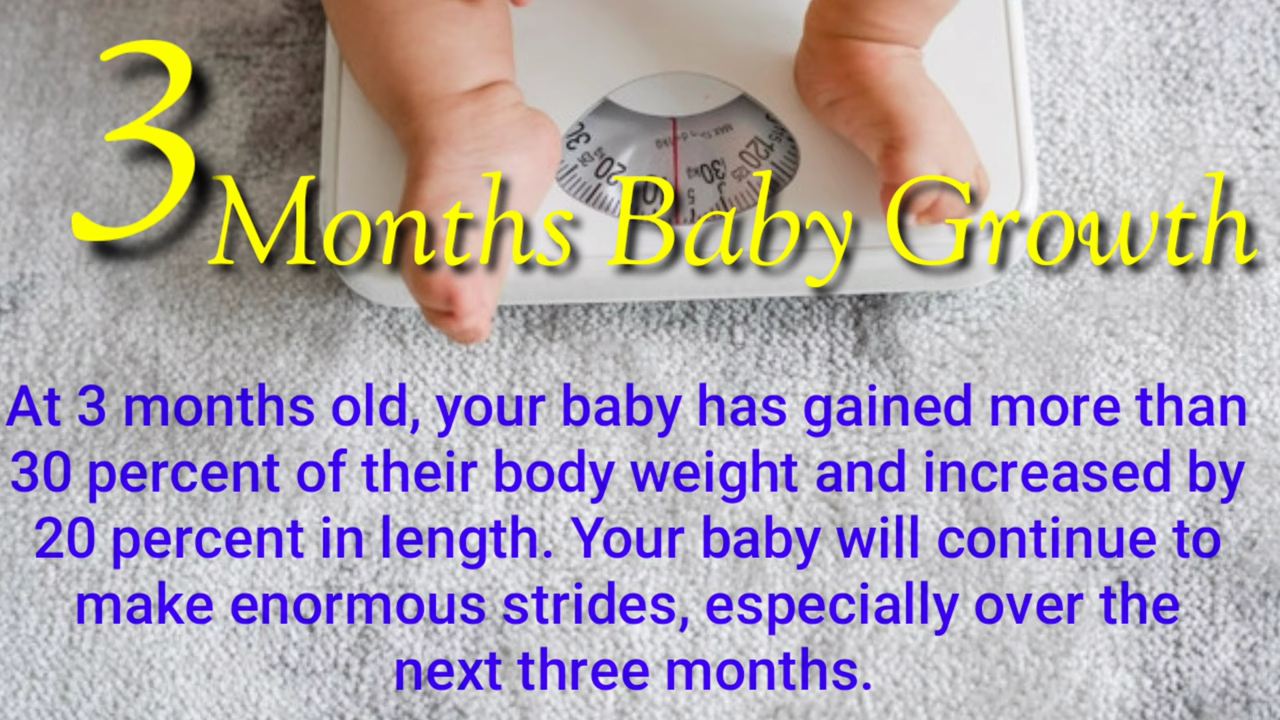 3 Months Baby Growth
At 3 months old, your baby has gained more than
30 percent of their body weight and increased by
20 percent in length. Your baby will continue to
make enormous strides, especially over the
next three months.